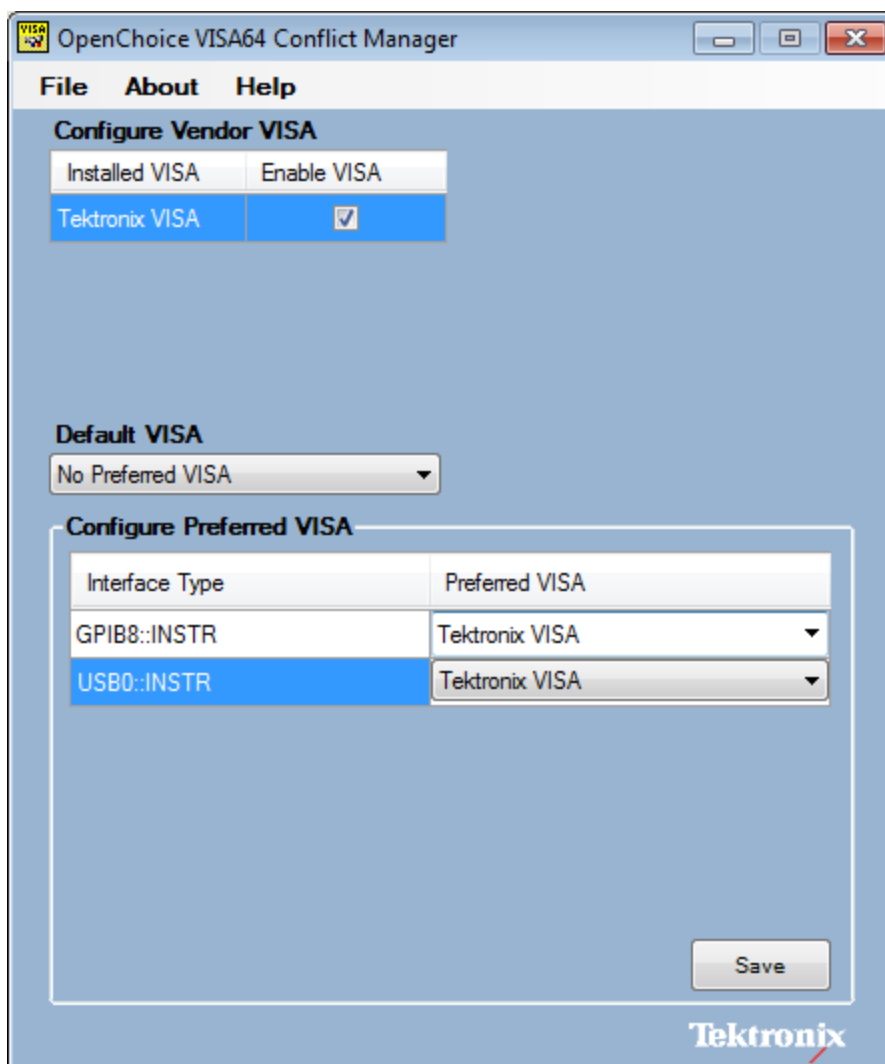 VISA
OpenChoice VISA64 Conflict Manager
File About Help
Configure Vendor VISA
Installed VISA Enable VISA
Tektronix VISA
Default VISA
No Preferred VISA
Configure Preferred VISA
Interface Type Preferred VISA
GPIB8::INSTR Tektronix VISA
USB0::INSTR Tektronix VISA
Save
Tektronix